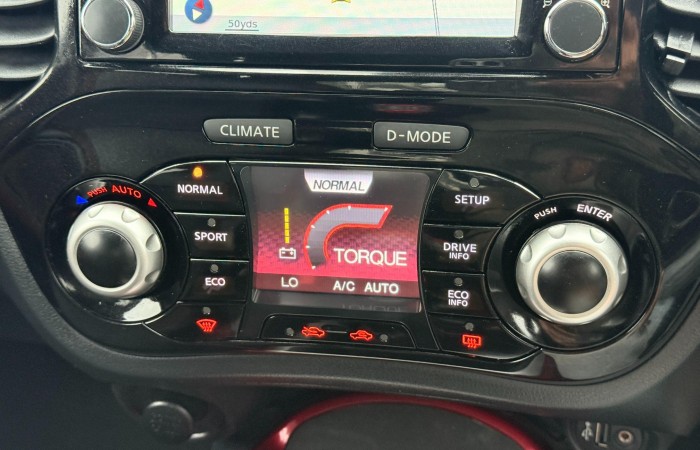 50yds
CLIMATE
D-MODE
PUSH AUTO
NORMAL
NORMAL
SETUP
PUSH ENTER
SPORT
DRIVE
INFO
TORQUE
ECO
LO A/C AUTO
ECO
INFO